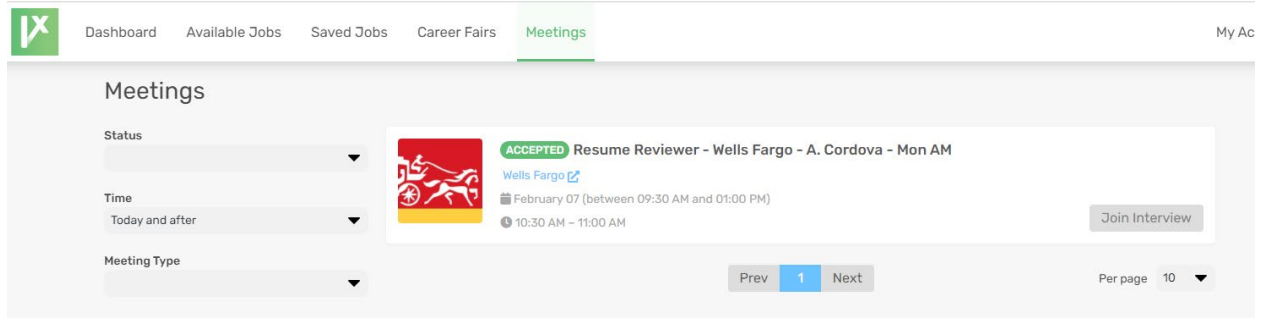 Dashboard Available Jobs Saved Jobs Career Fairs Meetings My Ac
Meetings
Status
ACCEPTED Resume Reviewer - Wells Fargo - A. Cordova - Mon AM
Wells Fargo
Time
February 07 (between 09:30 AM and 01:00 PM)
Today and after
10:30 AM – 11:00 AM
Join Interview
Meeting Type
Prev 1 Next
Per page 10